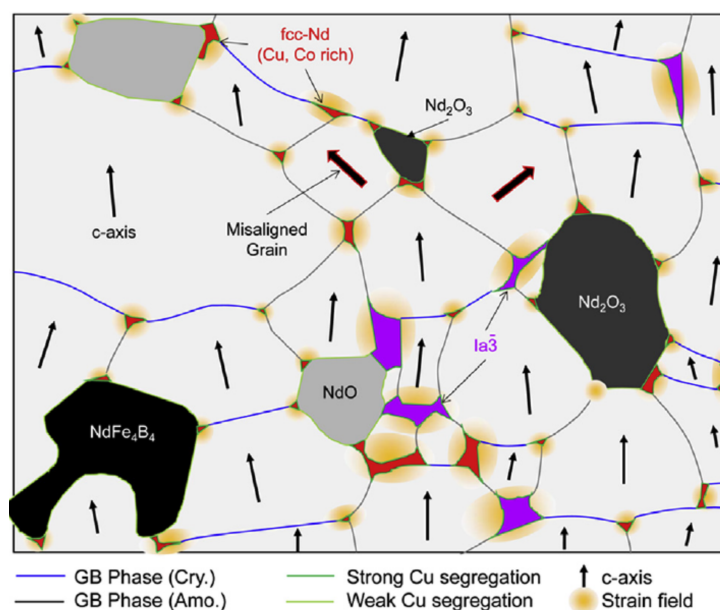 fcc-Nd
(Cu, Co rich)
Nd₂O₃
Misaligned
Grain
c-axis
Nd₂O₃
Ia3̄
NdO
NdFe₄B₄
GB Phase (Cry.)
Strong Cu segregation
c-axis
GB Phase (Amo.)
Weak Cu segregation
Strain field